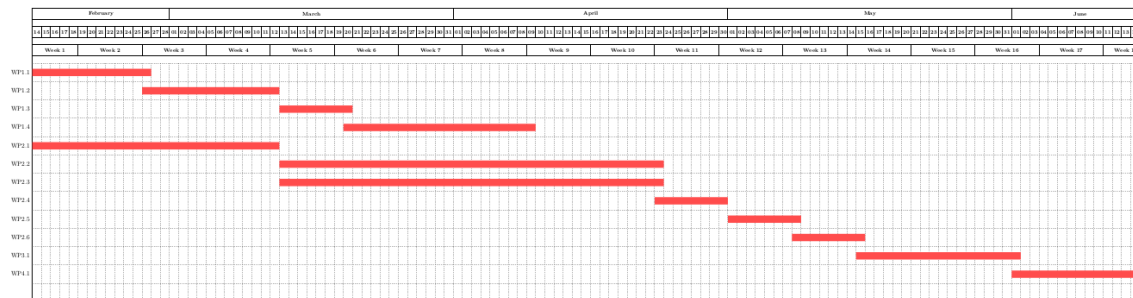 February March April May June
14 15 16 17 18 19 20 21 22 23 24 25 26 27 28 01 02 03 04 05 06 07 08 09 10 11 12 13 14 15 16 17 18 19 20 21 22 23 24 25 26 27 28 29 30 31 01 02 03 04 05 06 07 08 09 10 11 12 13 14 15 16 17 18 19 20 21 22 23 24 25 26 27 28 29 30 01 02 03 04 05 06 07 08 09 10 11 12 13 14 15 16 17 18 19 20 21 22 23 24 25 26 27 28 29 30 31 01 02 03 04 05 06 07 08 09 10 11 12 13
Week 1 Week 2 Week 3 Week 4 Week 5 Week 6 Week 7 Week 8 Week 9 Week 10 Week 11 Week 12 Week 13 Week 14 Week 15 Week 16 Week 17 Week 1
WP1.1
WP1.2
WP1.3
WP1.4
WP2.1
WP2.2
WP2.3
WP2.4
WP2.5
WP2.6
WP3.1
WP4.1